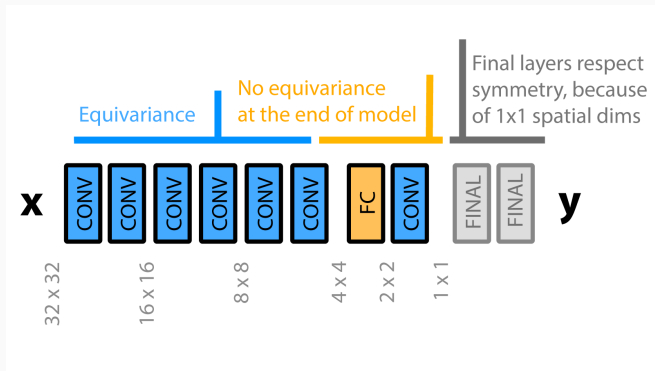 Equivariance
No equivariance
at the end of model
Final layers respect
symmetry, because
of 1x1 spatial dims
x
CONV
CONV
CONV
CONV
CONV
CONV
FC
CONV
FINAL
FINAL
y
32 x 32
16 x 16
8 x 8
4 x 4
2 x 2
1 x 1